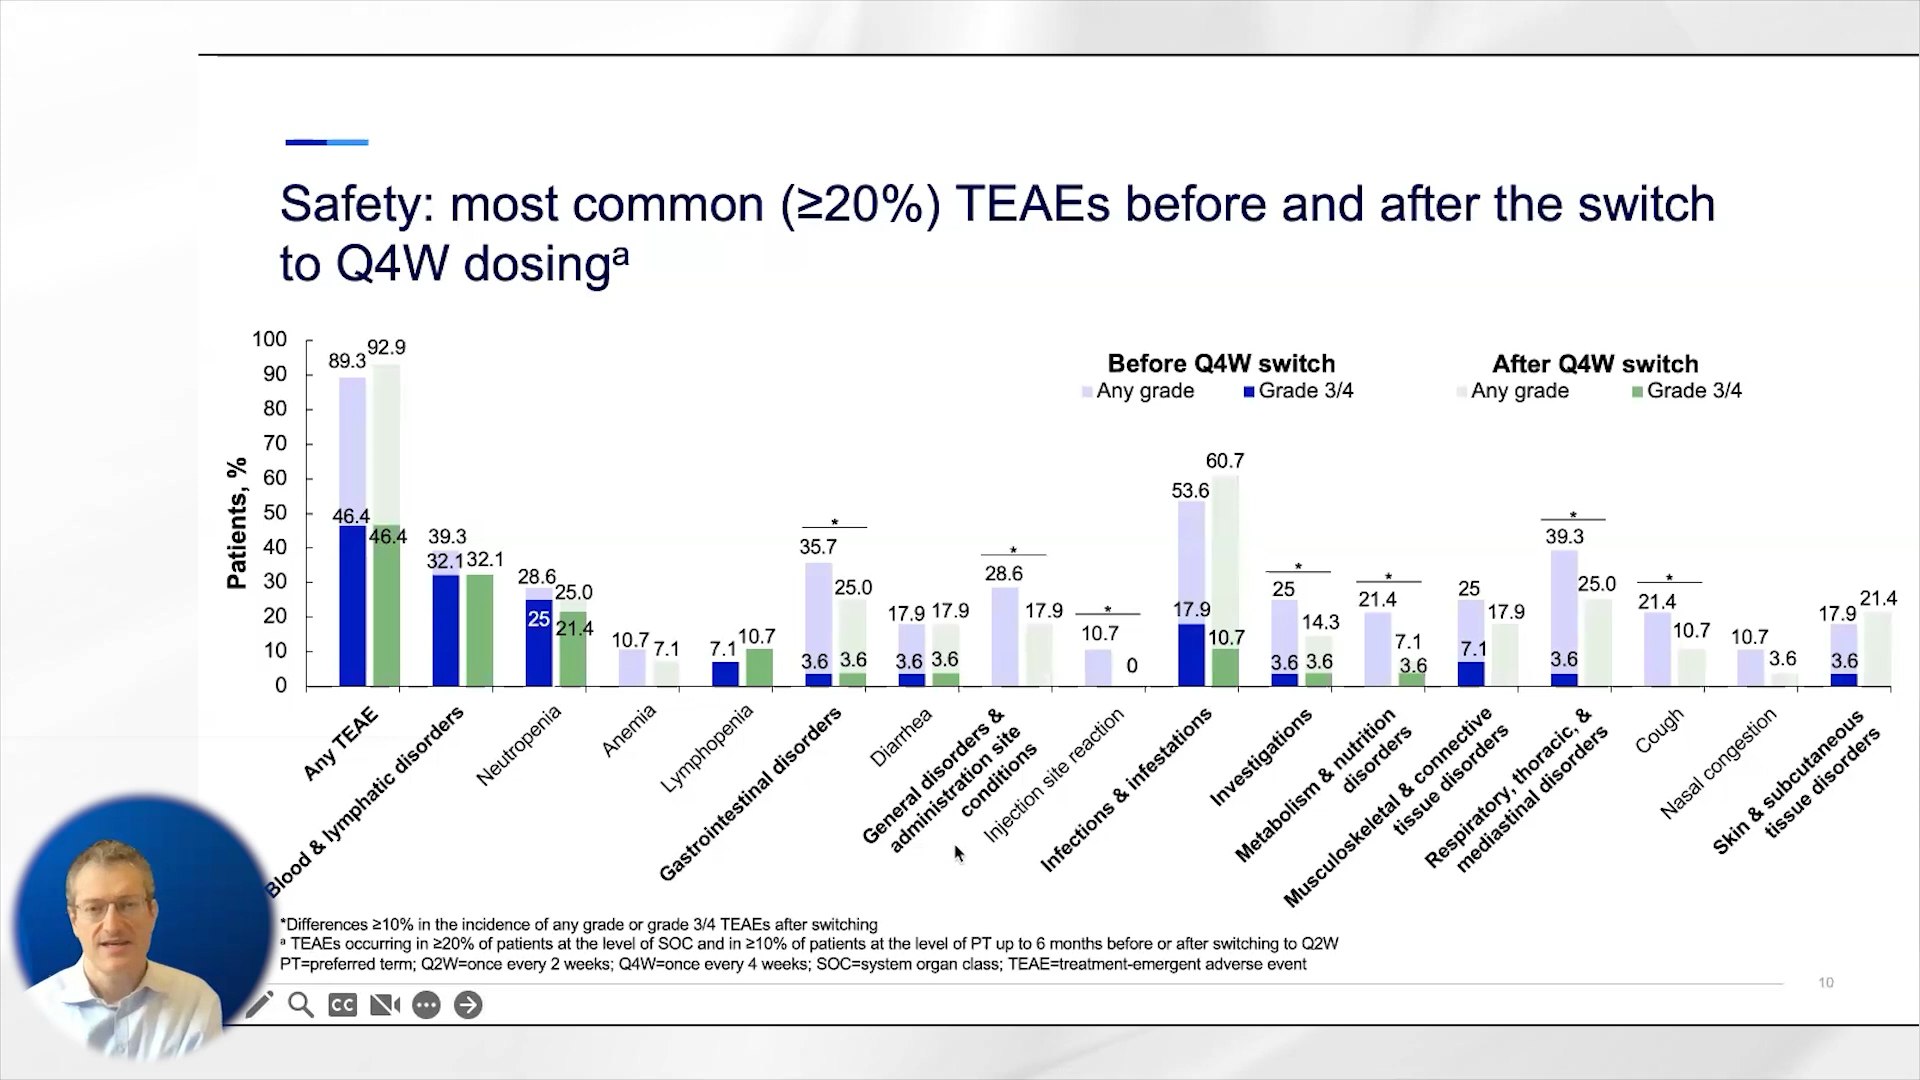 Safety: most common (≥20%) TEAEs before and after the switch
to Q4W dosingᵃ
Before Q4W switch
Any grade
Grade 3/4
After Q4W switch
Any grade
Grade 3/4
Patients, %
100
90
80
70
60
50
40
30
20
10
0
89.3
92.9
46.4
46.4
39.3
32.1
32.1
28.6
25.0
25
21.4
10.7
7.1
7.1
10.7
*
35.7
25.0
3.6
3.6
17.9
17.9
3.6
3.6
*
28.6
17.9
*
10.7
0
53.6
60.7
17.9
10.7
*
25
14.3
3.6
3.6
*
21.4
7.1
3.6
25
17.9
7.1
*
39.3
25.0
3.6
*
21.4
10.7
10.7
3.6
17.9
21.4
3.6
Any TEAE
Blood & lymphatic disorders
Neutropenia
Anemia
Lymphopenia
Gastrointestinal disorders
Diarrhea
General disorders &
administration site
conditions
Injection site reaction
Infections & infestations
Investigations
Metabolism & nutrition
disorders
Musculoskeletal & connective
tissue disorders
Respiratory, thoracic, &
mediastinal disorders
Cough
Nasal congestion
Skin & subcutaneous
tissue disorders
*Differences ≥10% in the incidence of any grade or grade 3/4 TEAEs after switching
ᵃ TEAEs occurring in ≥20% of patients at the level of SOC and in ≥10% of patients at the level of PT up to 6 months before or after switching to Q2W
PT=preferred term; Q2W=once every 2 weeks; Q4W=once every 4 weeks; SOC=system organ class; TEAE=treatment-emergent adverse event
10
CC